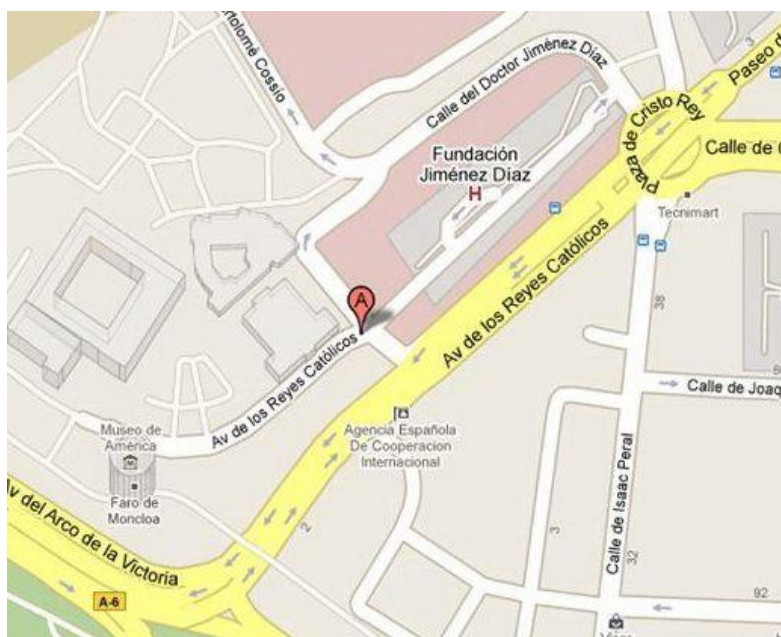 rtolomé Cossío
Calle del Doctor Jiménez Díaz
3
Paseo d
Plaza de Cristo Rey
Calle de
Fundación
Jiménez Díaz
H
Tecnimart
Av de los Reyes Católicos
38
A
Av de los Reyes Católicos
Calle de Joaq
Museo de
América
M
Agencia Española
De Cooperacion
Internacional
Faro de
Moncloa
Calle de Isaac Peral
Av del Arco de la Victoria
2
3
32
A-6
92